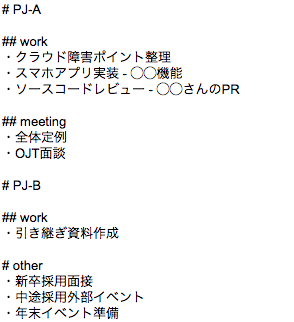 # PJ-A
## work
・クラウド障害ポイント整理
・スマホアプリ実装 - ◯◯機能
・ソースコードレビュー - ◯◯さんのPR
## meeting
・全体定例
・OJT面談
# PJ-B
## work
・引き継ぎ資料作成
# other
・新卒採用面接
・中途採用外部イベント
・年末イベント準備